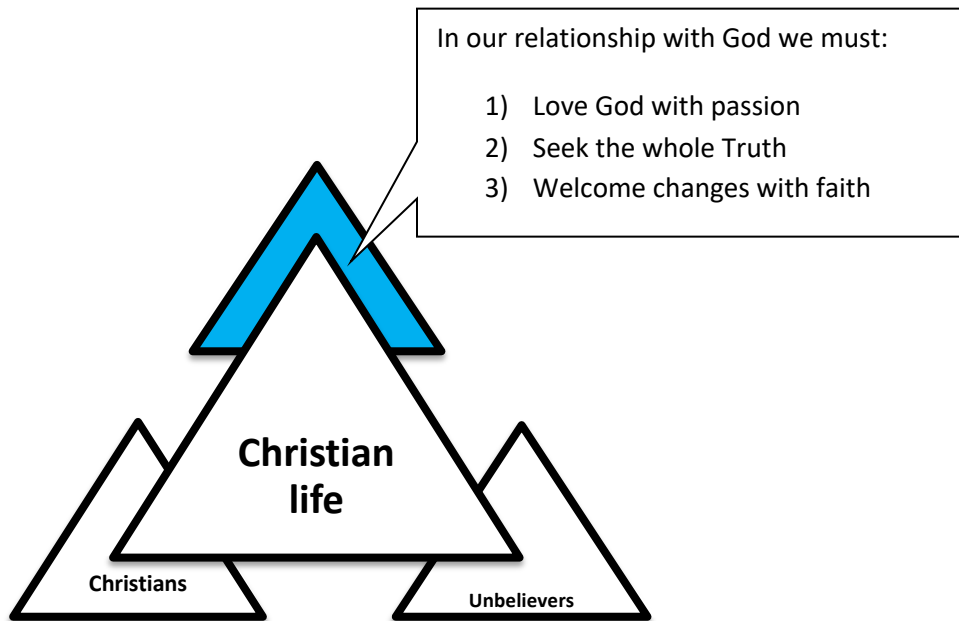 In our relationship with God we must:
1) Love God with passion
2) Seek the whole Truth
3) Welcome changes with faith
Christian
life
Christians
Unbelievers